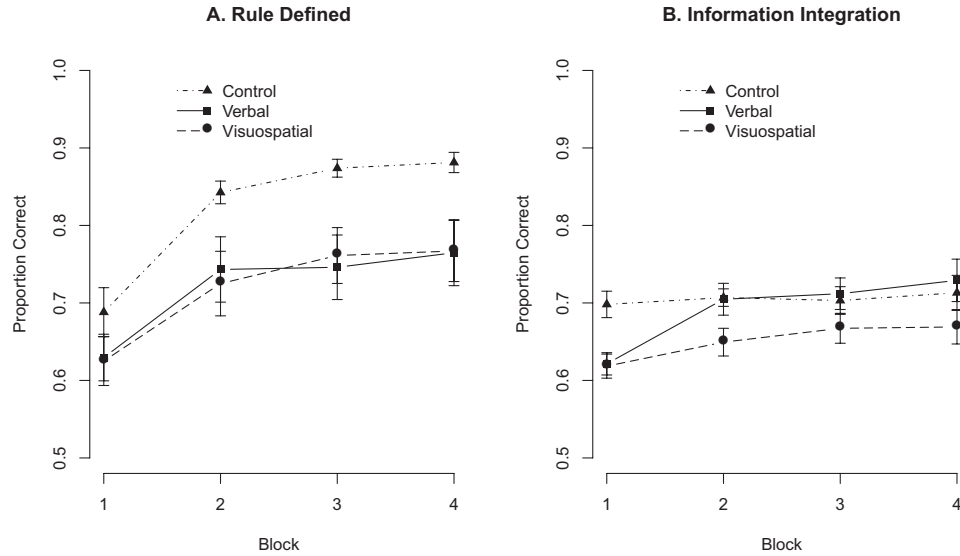 A. Rule Defined
Control
Verbal
Visuospatial
Proportion Correct
0.5 0.6 0.7 0.8 0.9 1.0
1 2 3 4
Block
B. Information Integration
Control
Verbal
Visuospatial
Proportion Correct
0.5 0.6 0.7 0.8 0.9 1.0
1 2 3 4
Block